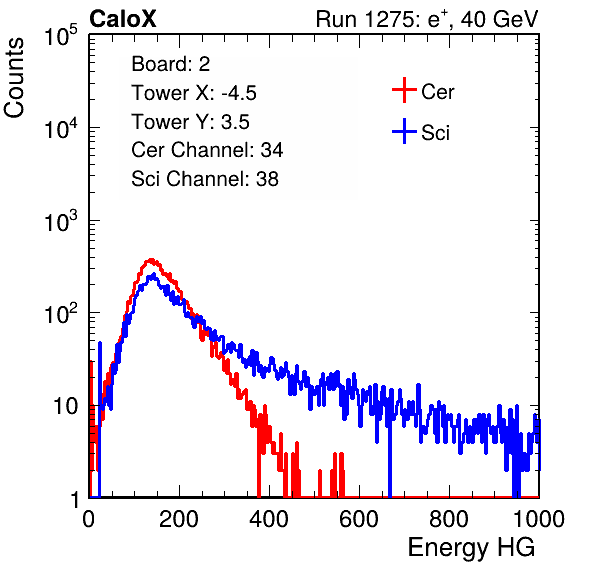 CaloX Run 1275: e⁺, 40 GeV
Counts
Board: 2
Tower X: -4.5
Tower Y: 3.5
Cer Channel: 34
Sci Channel: 38
Cer
Sci
10⁵
10⁴
10³
10²
10
1
0 200 400 600 800 1000
Energy HG